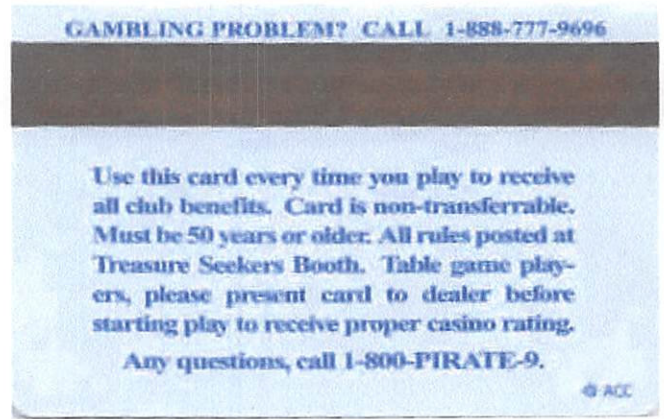 GAMBLING PROBLEM? CALL 1-888-777-9696
Use this card every time you play to receive
all club benefits. Card is non-transferrable.
Must be 50 years or older. All rules posted at
Treasure Seekers Booth. Table game play-
ers, please present card to dealer before
starting play to receive proper casino rating.
Any questions, call 1-800-PIRATE-9.
® ACC